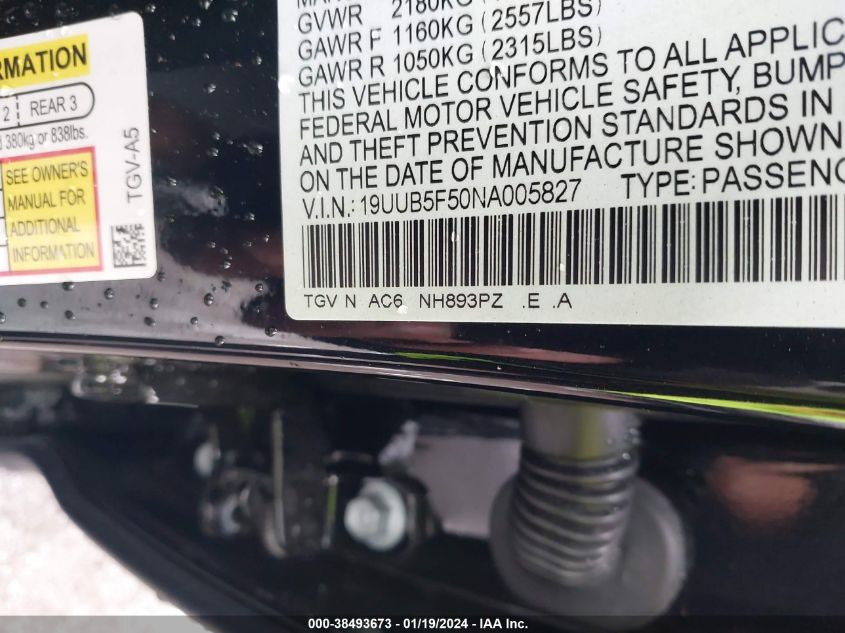 RMATION
2 REAR 3
380kg or 838lbs.
SEE OWNER'S
MANUAL FOR
ADDITIONAL
INFORMATION
TGV-A5
GVWR 2180KG
GAWR F 1160KG (2557LBS)
GAWR R 1050KG (2315LBS)
THIS VEHICLE CONFORMS TO ALL APPLIC
FEDERAL MOTOR VEHICLE SAFETY, BUMP
AND THEFT PREVENTION STANDARDS IN
ON THE DATE OF MANUFACTURE SHOWN
V.I.N.: 19UUB5F50NA005827 TYPE: PASSENG
TGV N AC6 NH893PZ .E .A
000-38493673 - 01/19/2024 - IAA Inc.